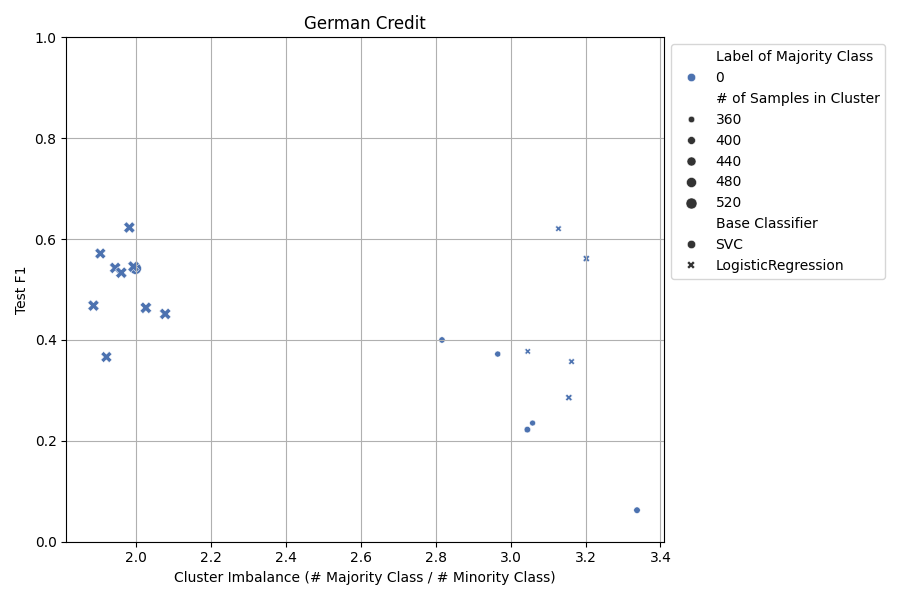 German Credit
1.0
0.8
0.6
0.4
0.2
0.0
Test F1
2.0
2.2
2.4
2.6
2.8
3.0
3.2
3.4
Cluster Imbalance (# Majority Class / # Minority Class)
Label of Majority Class
0
# of Samples in Cluster
360
400
440
480
520
Base Classifier
SVC
LogisticRegression